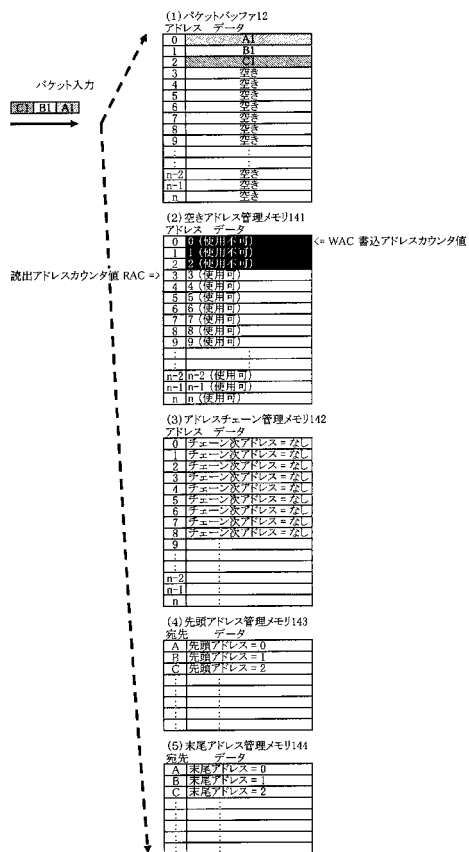 (1)パケットバッファ12
アドレス データ
0 A1
1 B1
2 C1
3 空き
4 空き
5 空き
6 空き
7 空き
8 空き
9 空き
: :
: :
n-2 空き
n-1 空き
n 空き
パケット入力
C1 B1 A1
(2)空きアドレス管理メモリ141
アドレス データ
0 0 (使用不可) <= WAC 書込アドレスカウンタ値
1 1 (使用不可)
2 2 (使用不可)
読出アドレスカウンタ値 RAC => 3 3 (使用可)
4 4 (使用可)
5 5 (使用可)
6 6 (使用可)
7 7 (使用可)
8 8 (使用可)
9 9 (使用可)
: :
: :
n-2 n-2 (使用可)
n-1 n-1 (使用可)
n n (使用可)
(3)アドレスチェーン管理メモリ142
アドレス データ
0 チェーン次アドレス = なし
1 チェーン次アドレス = なし
2 チェーン次アドレス = なし
3 チェーン次アドレス = なし
4 チェーン次アドレス = なし
5 チェーン次アドレス = なし
6 チェーン次アドレス = なし
7 チェーン次アドレス = なし
8 チェーン次アドレス = なし
9 :
: :
: :
n-2 :
n-1 :
n :
(4)先頭アドレス管理メモリ143
宛先 データ
A 先頭アドレス = 0
B 先頭アドレス = 1
C 先頭アドレス = 2
: :
: :
: :
: :
: :
(5)末尾アドレス管理メモリ144
宛先 データ
A 末尾アドレス = 0
B 末尾アドレス = 1
C 末尾アドレス = 2
: :
: :
: :
: :
: :